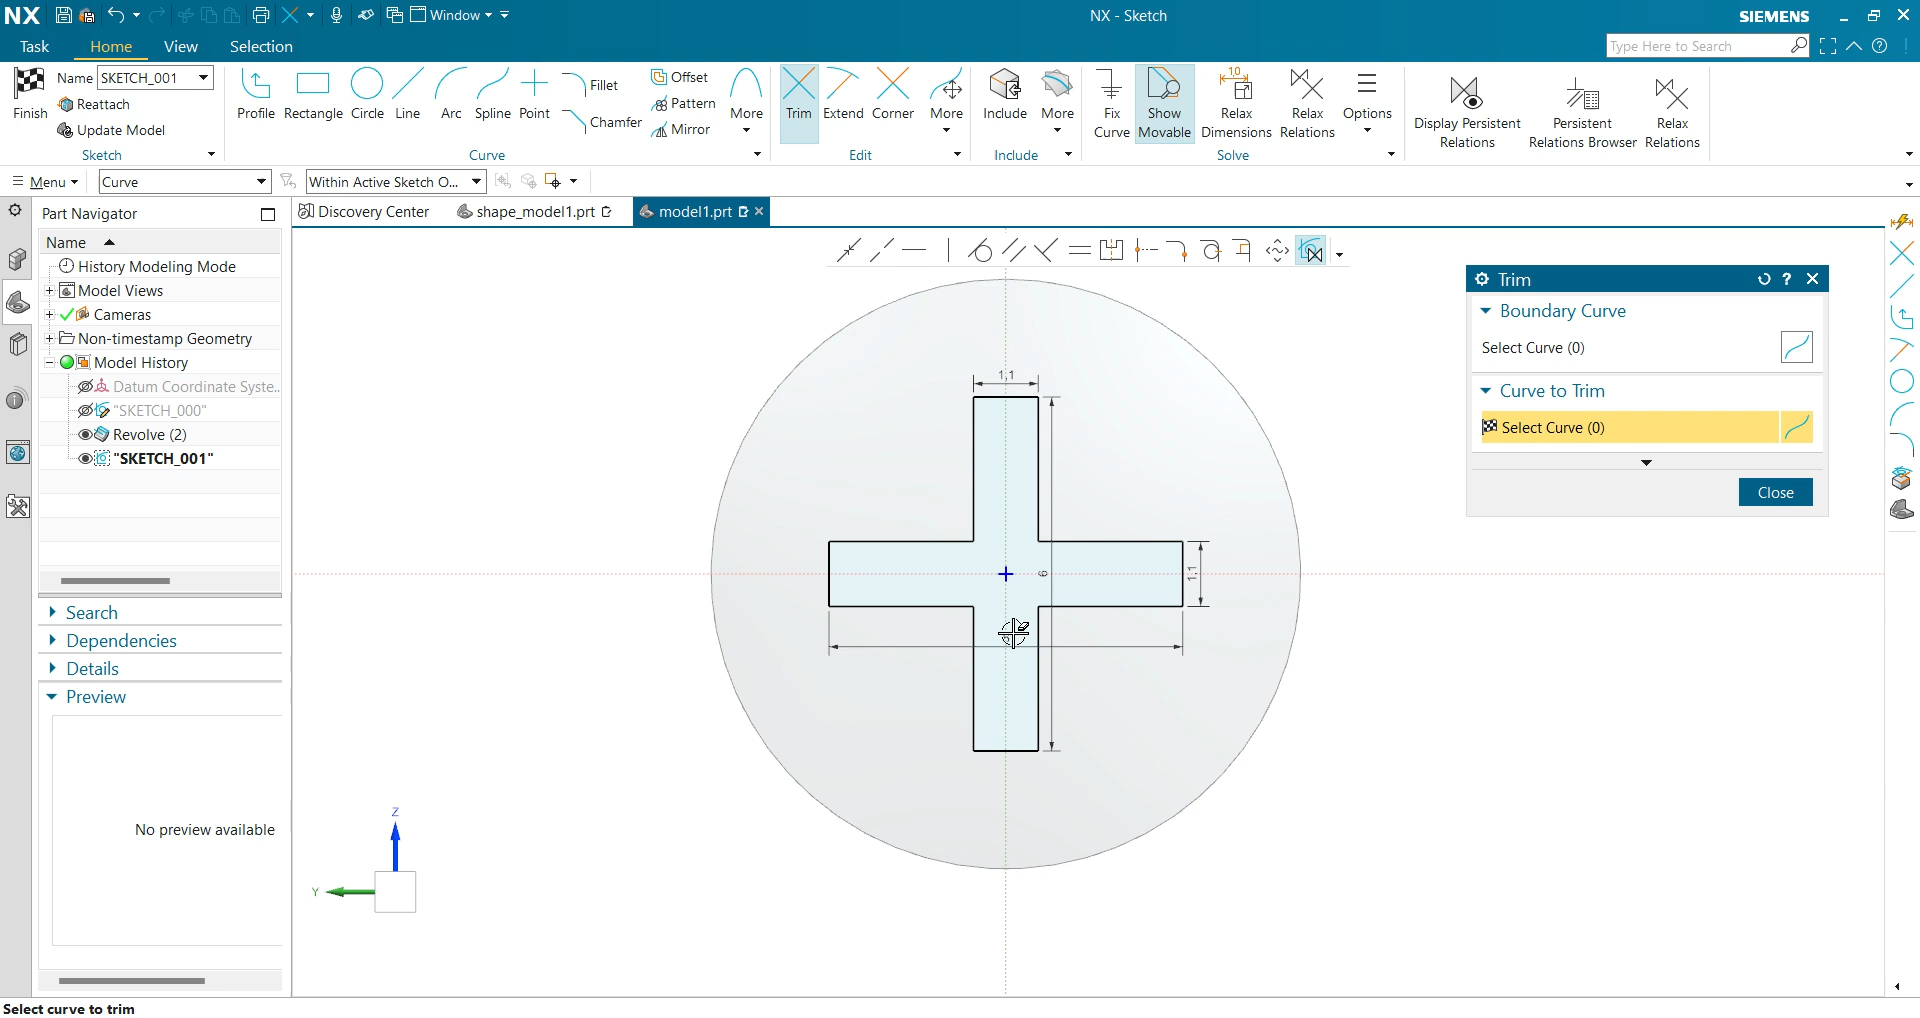 NX Window NX - Sketch SIEMENS
Task Home View Selection Type Here to Search
Name SKETCH_001
Finish Reattach
Update Model
Sketch
Profile Rectangle Circle Line Arc Spline Point Fillet Chamfer
Offset
Pattern
Mirror
More
Curve
Trim Extend Corner More
Edit
Include More
Include
Fix Curve Show Movable Relax Dimensions Relax Relations Options
Solve
Display Persistent Relations Persistent Relations Browser Relax Relations
Menu Curve Within Active Sketch O...
Part Navigator
Discovery Center shape_model1.prt model1.prt
Name
History Modeling Mode
Model Views
Cameras
Non-timestamp Geometry
Model History
Datum Coordinate Syste..
"SKETCH_000"
Revolve (2)
"SKETCH_001"
Search
Dependencies
Details
Preview
No preview available
1,1
6
1,1
Z
Y
Trim
Boundary Curve
Select Curve (0)
Curve to Trim
Select Curve (0)
Close
Select curve to trim